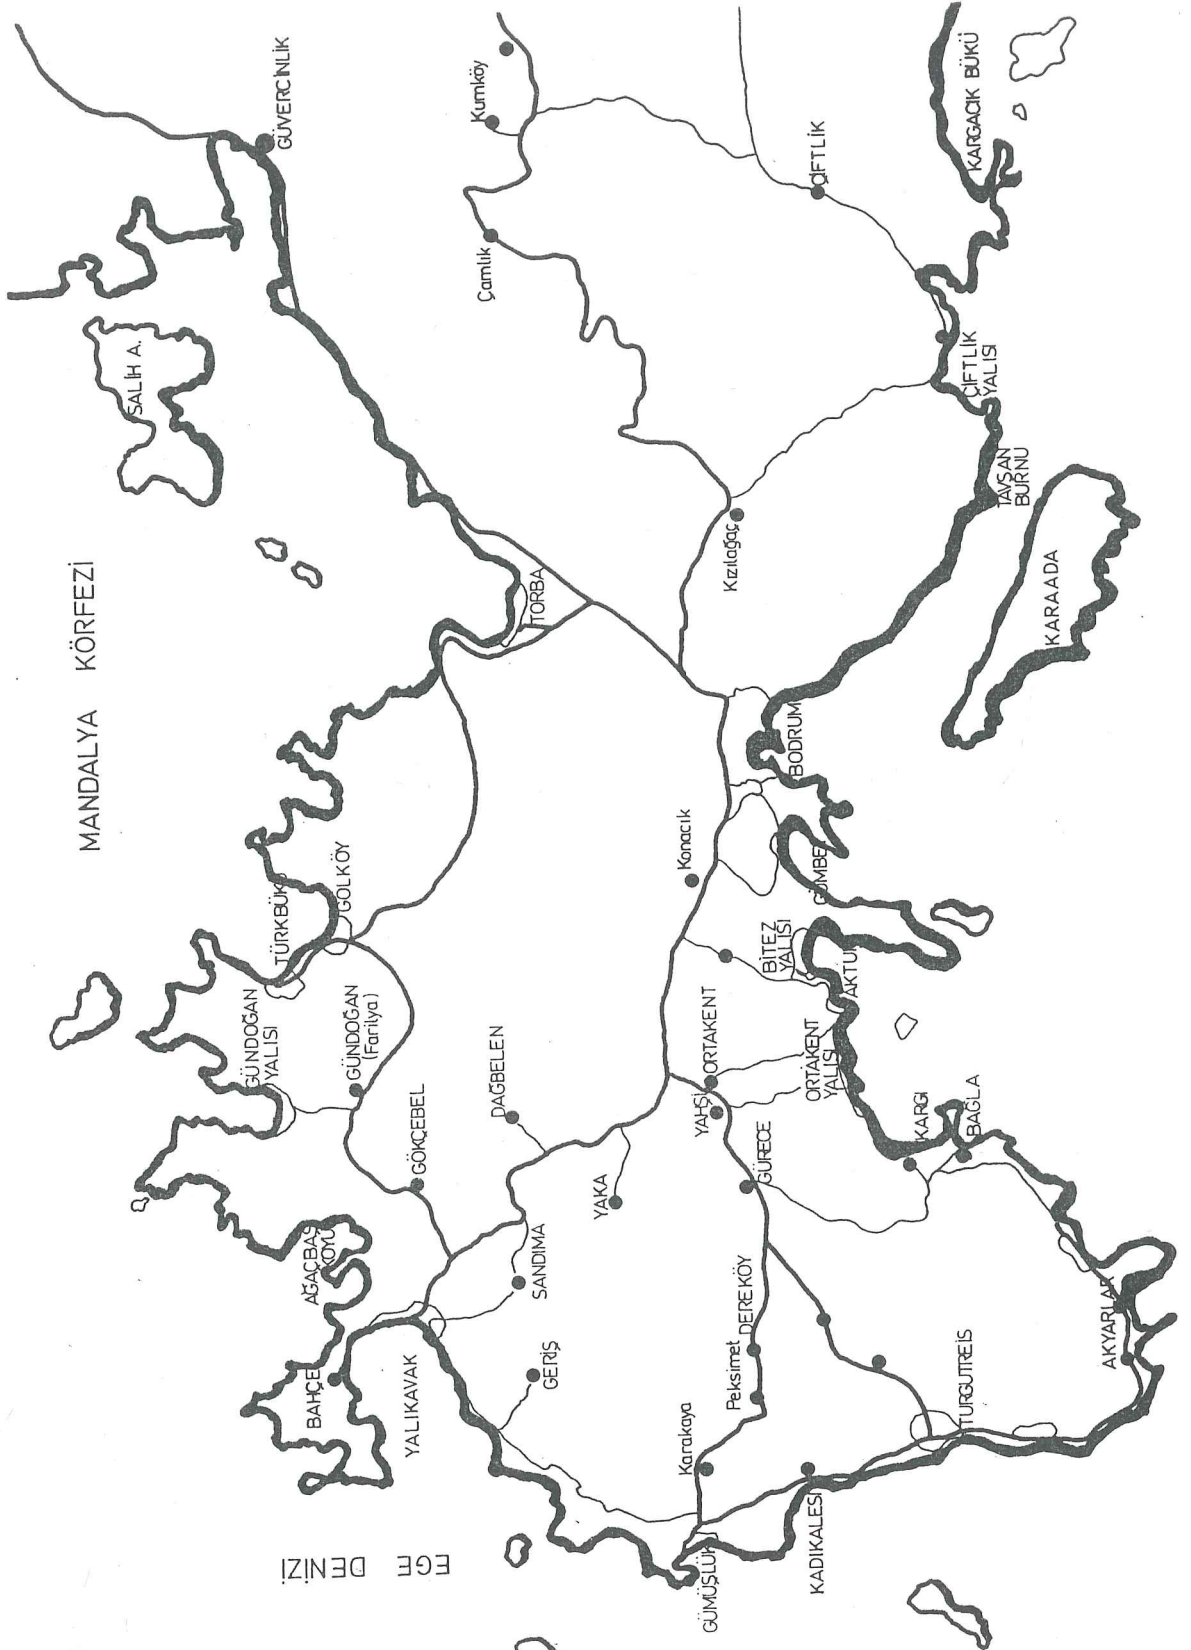 MANDALYA KÖRFEZİ
EGE DENİZİ
SALİH A.
GÜVERCİNLİK
AĞAÇBAŞ
KOYU
BAHÇE
YALIKAVAK
GÜNDOĞAN
YALISI
GÜNDOĞAN
(Farilya)
GÖKÇEBEL
TÜRKBÜKÜ
GÖLKÖY
TORBA
Çamlık
Kumköy
GERİŞ
SANDIMA
DAĞBELEN
YAKA
Konacık
Kızılağaç
ÇİFTLİK
GÜMÜŞLÜK
Karakaya
Peksimet
DEREKÖY
GÜRECE
YAHŞİ
ORTAKENT
ORTAKENT
YALISI
BİTEZ
YALISI
AKTUR
GÜMBET
BODRUM
KADIKALESİ
TURGUTREİS
AKYARLAR
KARGI
BAĞLA
KARAADA
TAVŞAN
BURNU
ÇİFTLİK
YALISI
KARGACIK BÜKÜ